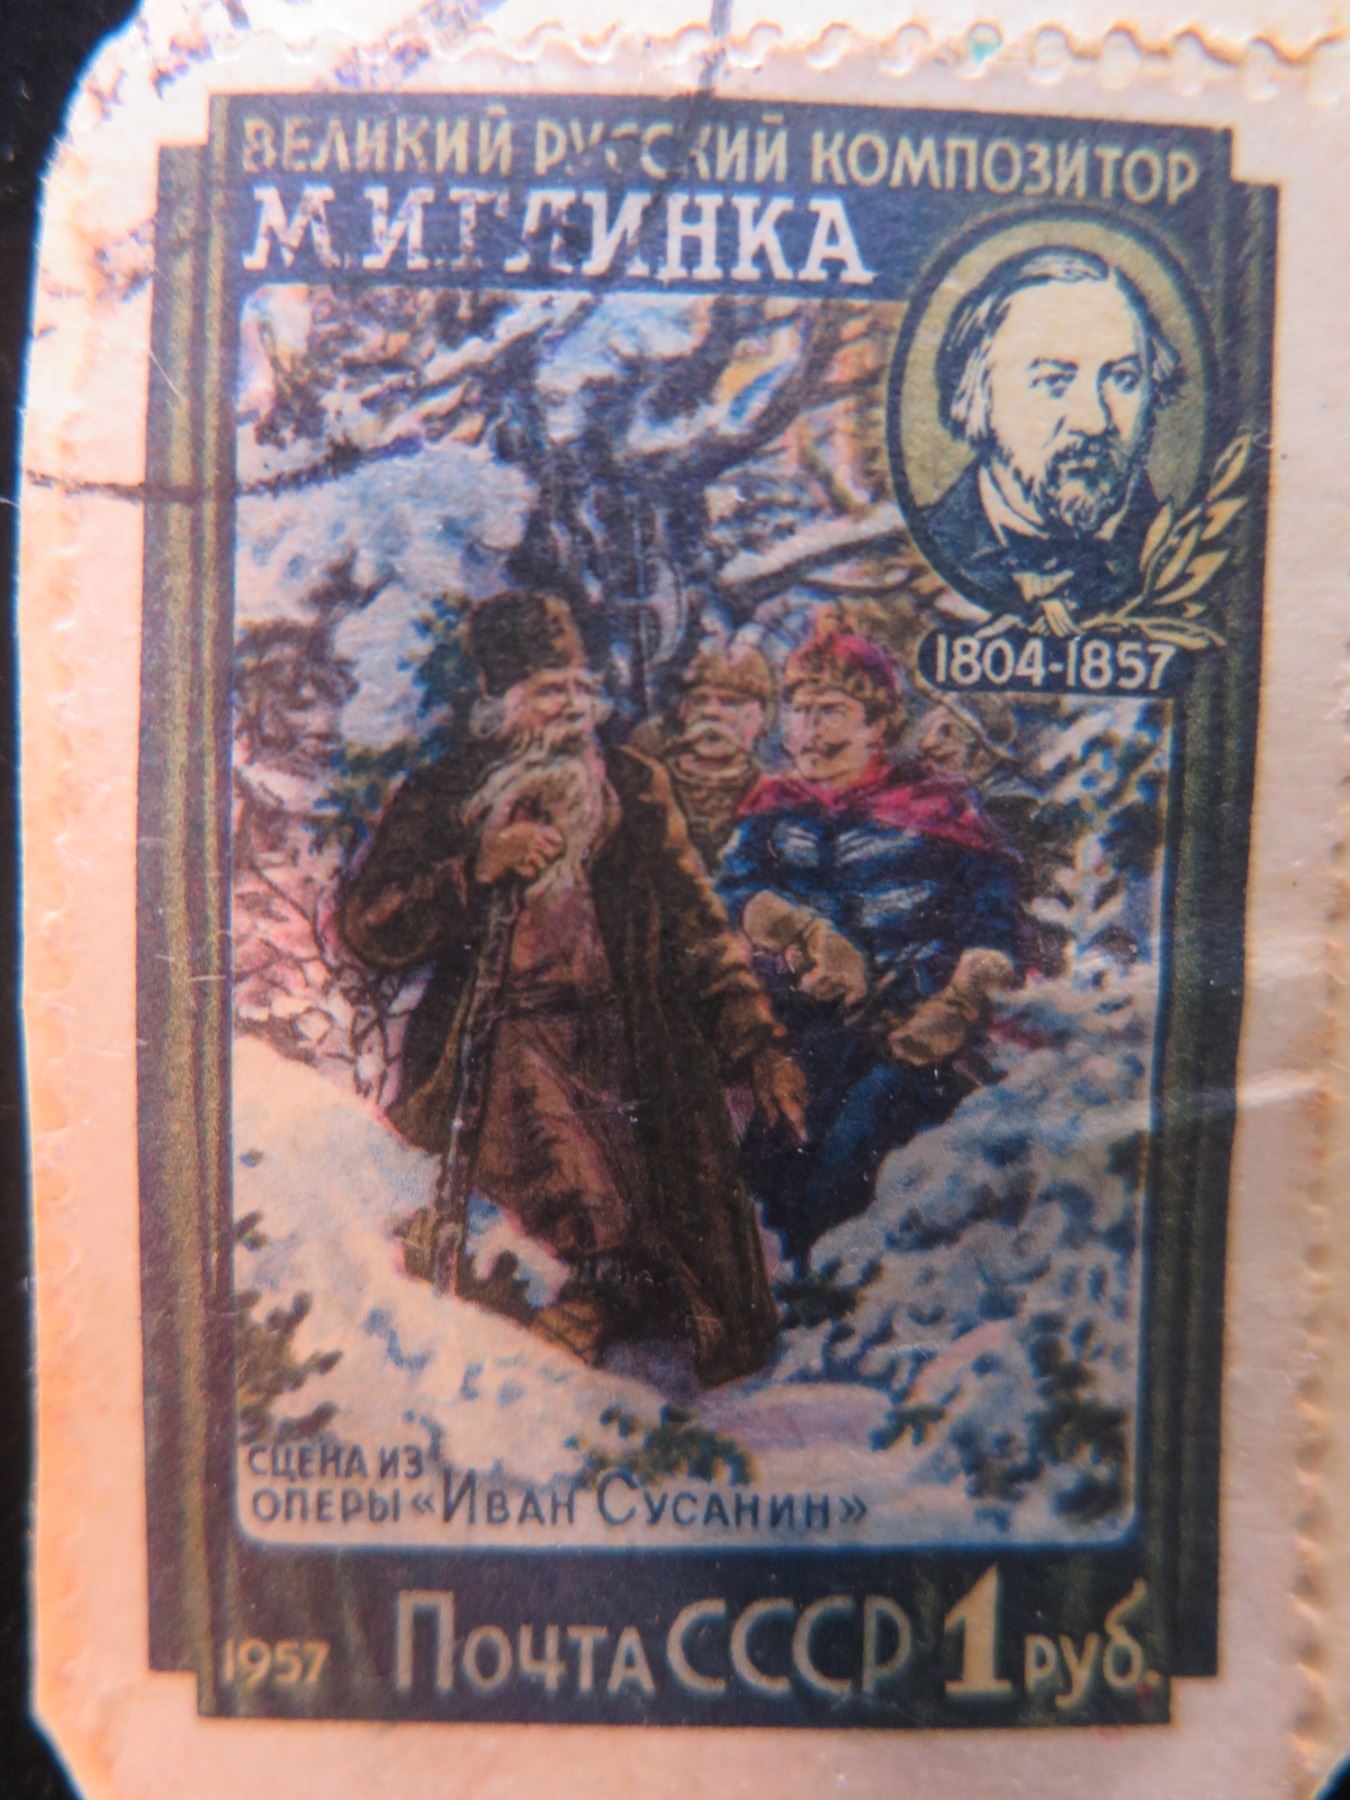 ВЕЛИКИЙ РУССКИЙ КОМПОЗИТОР
М.И.ГЛИНКА
1804-1857
СЦЕНА ИЗ
ОПЕРЫ «ИВАН СУСАНИН»
1957 ПОЧТА СССР 1 руб.